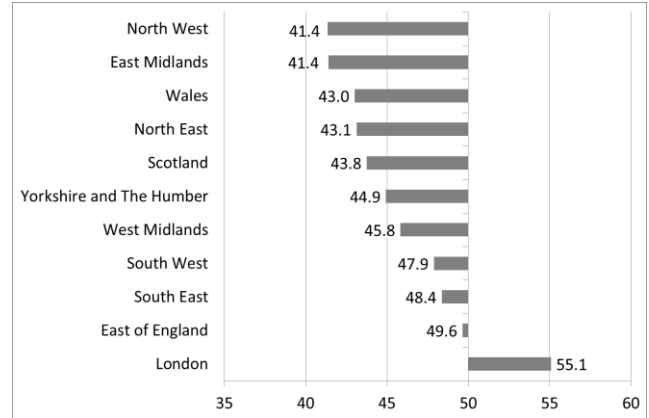 North West 41.4
East Midlands 41.4
Wales 43.0
North East 43.1
Scotland 43.8
Yorkshire and The Humber 44.9
West Midlands 45.8
South West 47.9
South East 48.4
East of England 49.6
London 55.1
35 40 45 50 55 60